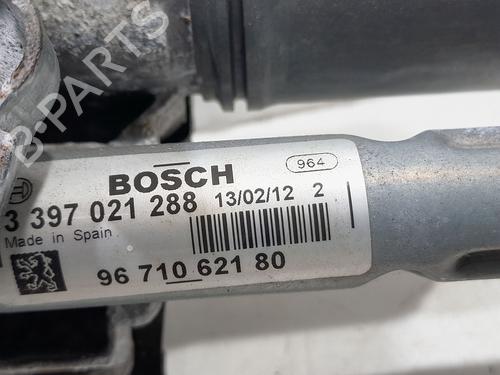 B-PARTS
BOSCH
964
3 397 021 288 13/02/12 2
Made in Spain
96 710 621 80